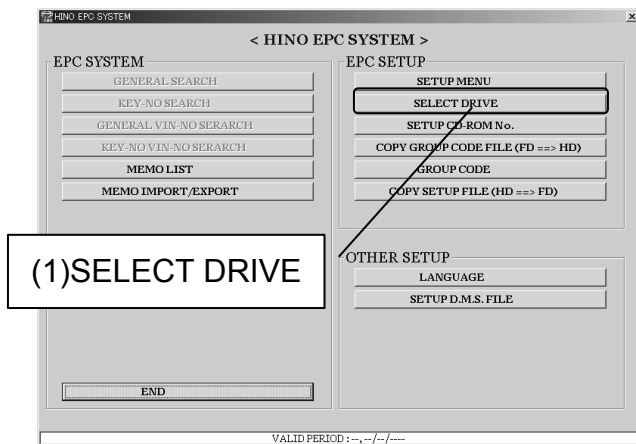 HINO EPC SYSTEM
< HINO EPC SYSTEM >
EPC SYSTEM
GENERAL SEARCH
KEY-NO SEARCH
GENERAL VIN-NO SERARCH
KEY-NO VIN-NO SERARCH
MEMO LIST
MEMO IMPORT/EXPORT
END
EPC SETUP
SETUP MENU
SELECT DRIVE
SETUP CD-ROM No.
COPY GROUP CODE FILE (FD ==> HD)
GROUP CODE
COPY SETUP FILE (HD ==> FD)
OTHER SETUP
LANGUAGE
SETUP D.M.S. FILE
(1)SELECT DRIVE
VALID PERIOD : --, --/--/----